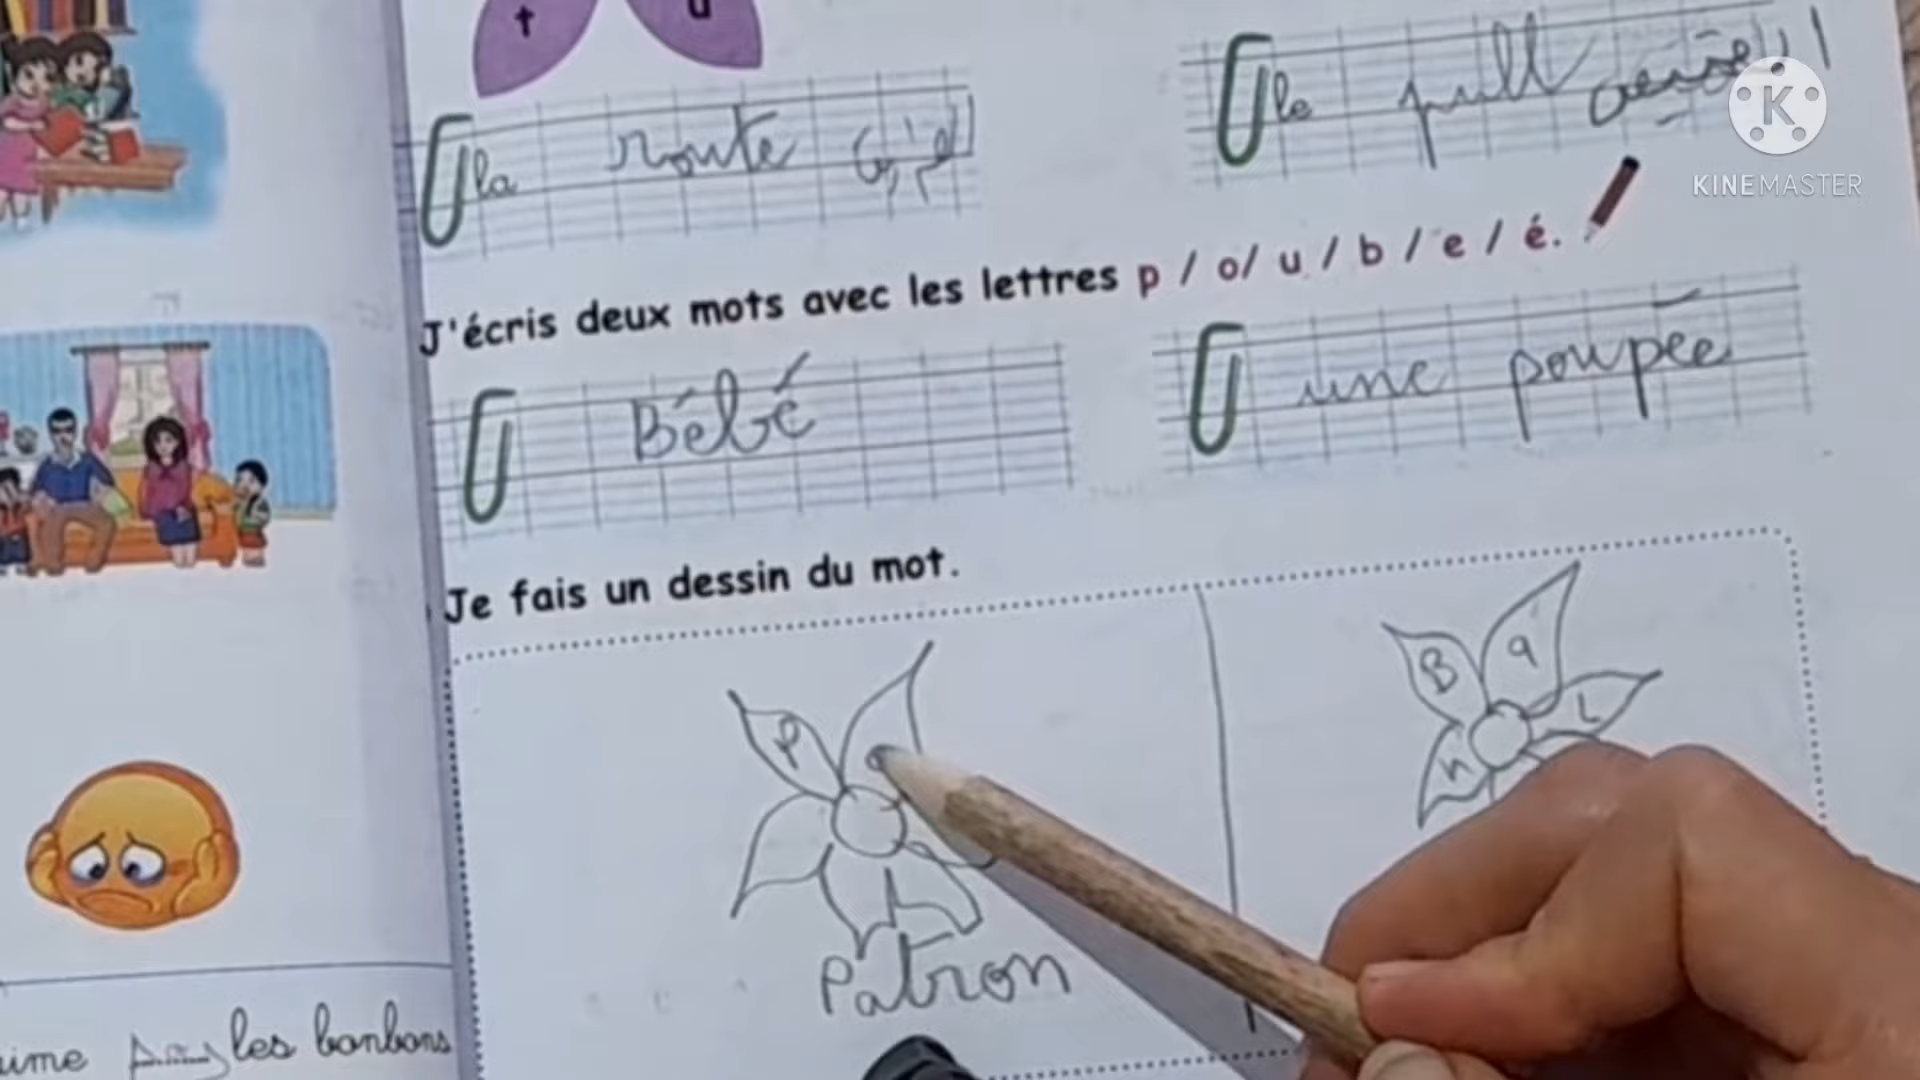 t u
la route
le pull
KINEMASTER
J'écris deux mots avec les lettres p / o/ u / b / e / é.
Bébé
une poupée
Je fais un dessin du mot.
P
B a L n
Patron
les bonbons